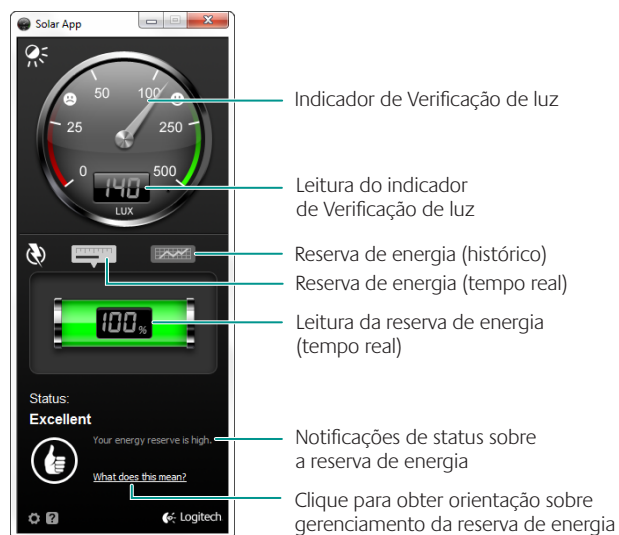 Solar App
50
100
25
250
0
500
140
LUX
Indicador de Verificação de luz
Leitura do indicador
de Verificação de luz
Reserva de energia (histórico)
Reserva de energia (tempo real)
100%
Leitura da reserva de energia
(tempo real)
Status:
Excellent
Your energy reserve is high.
What does this mean?
Notificações de status sobre
a reserva de energia
Clique para obter orientação sobre
gerenciamento da reserva de energia
?
Logitech